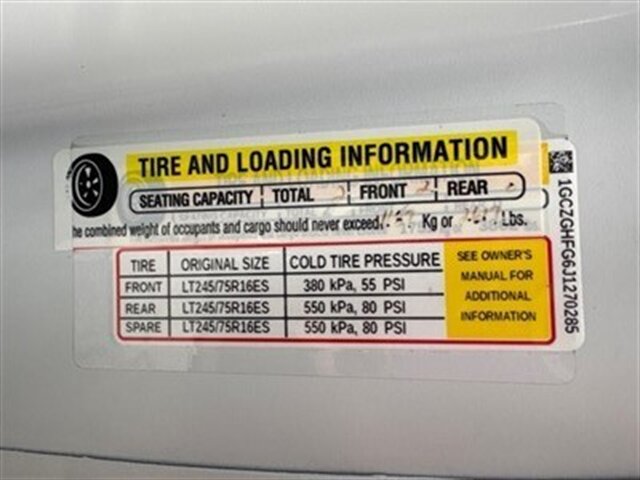 TIRE AND LOADING INFORMATION
SEATING CAPACITY TOTAL FRONT REAR
he combined weight of occupants and cargo should never exceed Kg or Lbs.
TIRE ORIGINAL SIZE COLD TIRE PRESSURE
FRONT LT245/75R16ES 380 kPa, 55 PSI
REAR LT245/75R16ES 550 kPa, 80 PSI
SPARE LT245/75R16ES 550 kPa, 80 PSI
SEE OWNER'S
MANUAL FOR
ADDITIONAL
INFORMATION
1GCZGHFG6J1270285